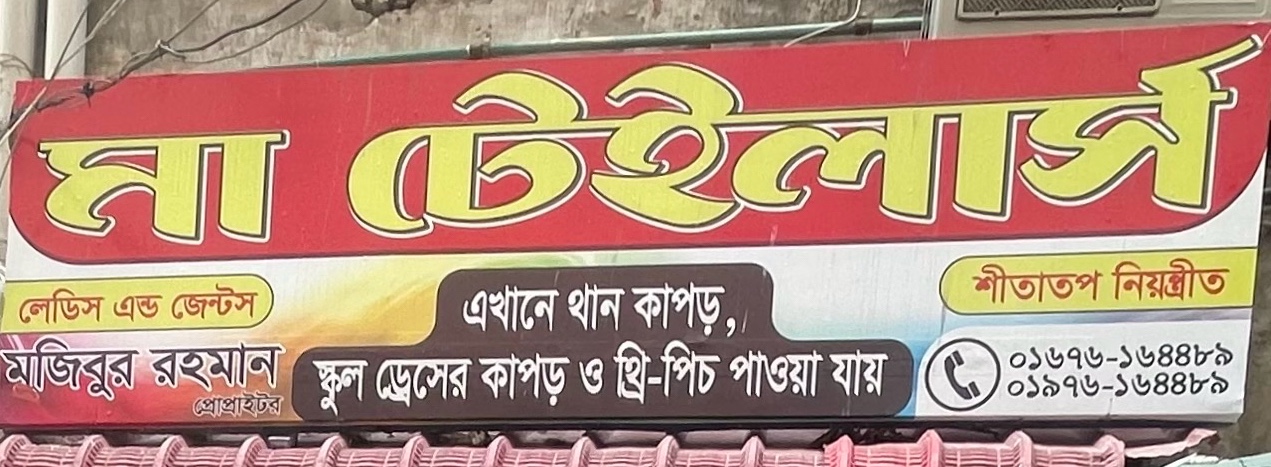 মা টেইলার্স
লেডিস এন্ড জেন্টস
মজিবুর রহমান
প্রোপ্রাইটর
এখানে থান কাপড়,
স্কুল ড্রেসের কাপড় ও থ্রি-পিচ পাওয়া যায়
শীতাতপ নিয়ন্ত্রীত
০১৬৭৬-১৬৪৪৮৯
০১৯৭৬-১৬৪৪৮৯